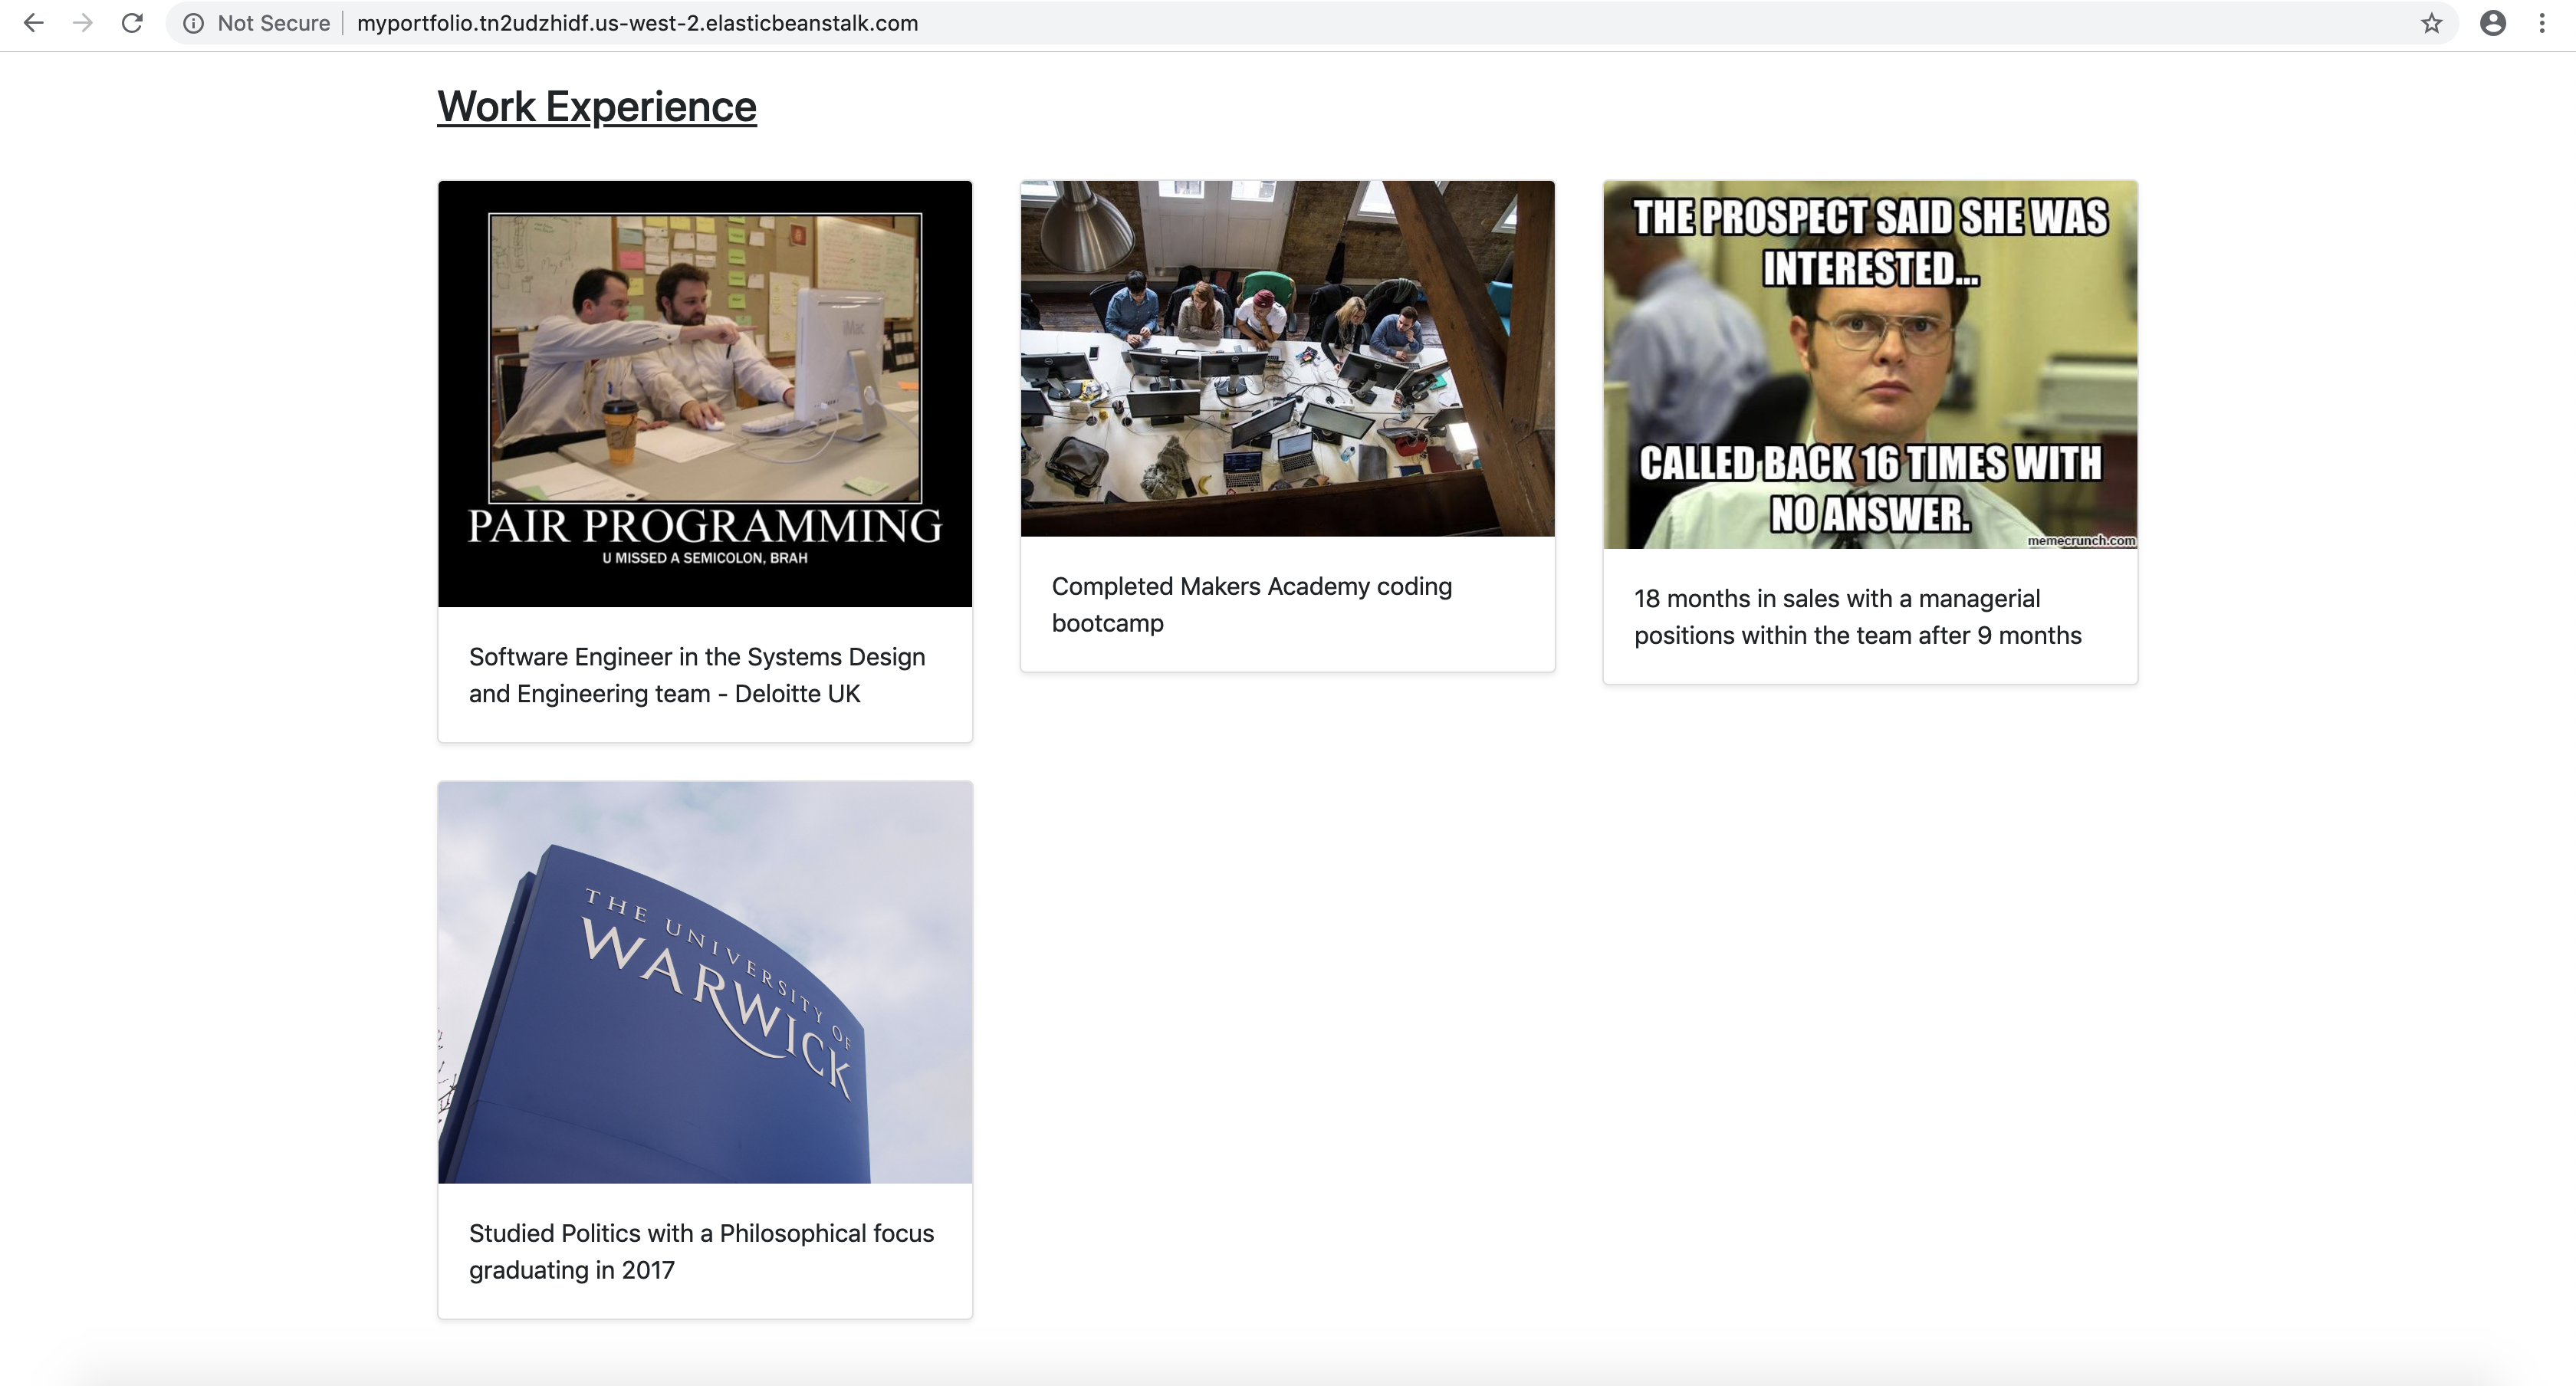 Not Secure
myportfolio.tn2udzhidf.us-west-2.elasticbeanstalk.com
Work Experience
iMac
PAIR PROGRAMMING
U MISSED A SEMICOLON, BRAH
Software Engineer in the Systems Design
and Engineering team - Deloitte UK
Completed Makers Academy coding
bootcamp
THE PROSPECT SAID SHE WAS
INTERESTED...
CALLED BACK 16 TIMES WITH
NO ANSWER.
memecrunch.com
18 months in sales with a managerial
positions within the team after 9 months
THE UNIVERSITY OF
WARWICK
Studied Politics with a Philosophical focus
graduating in 2017